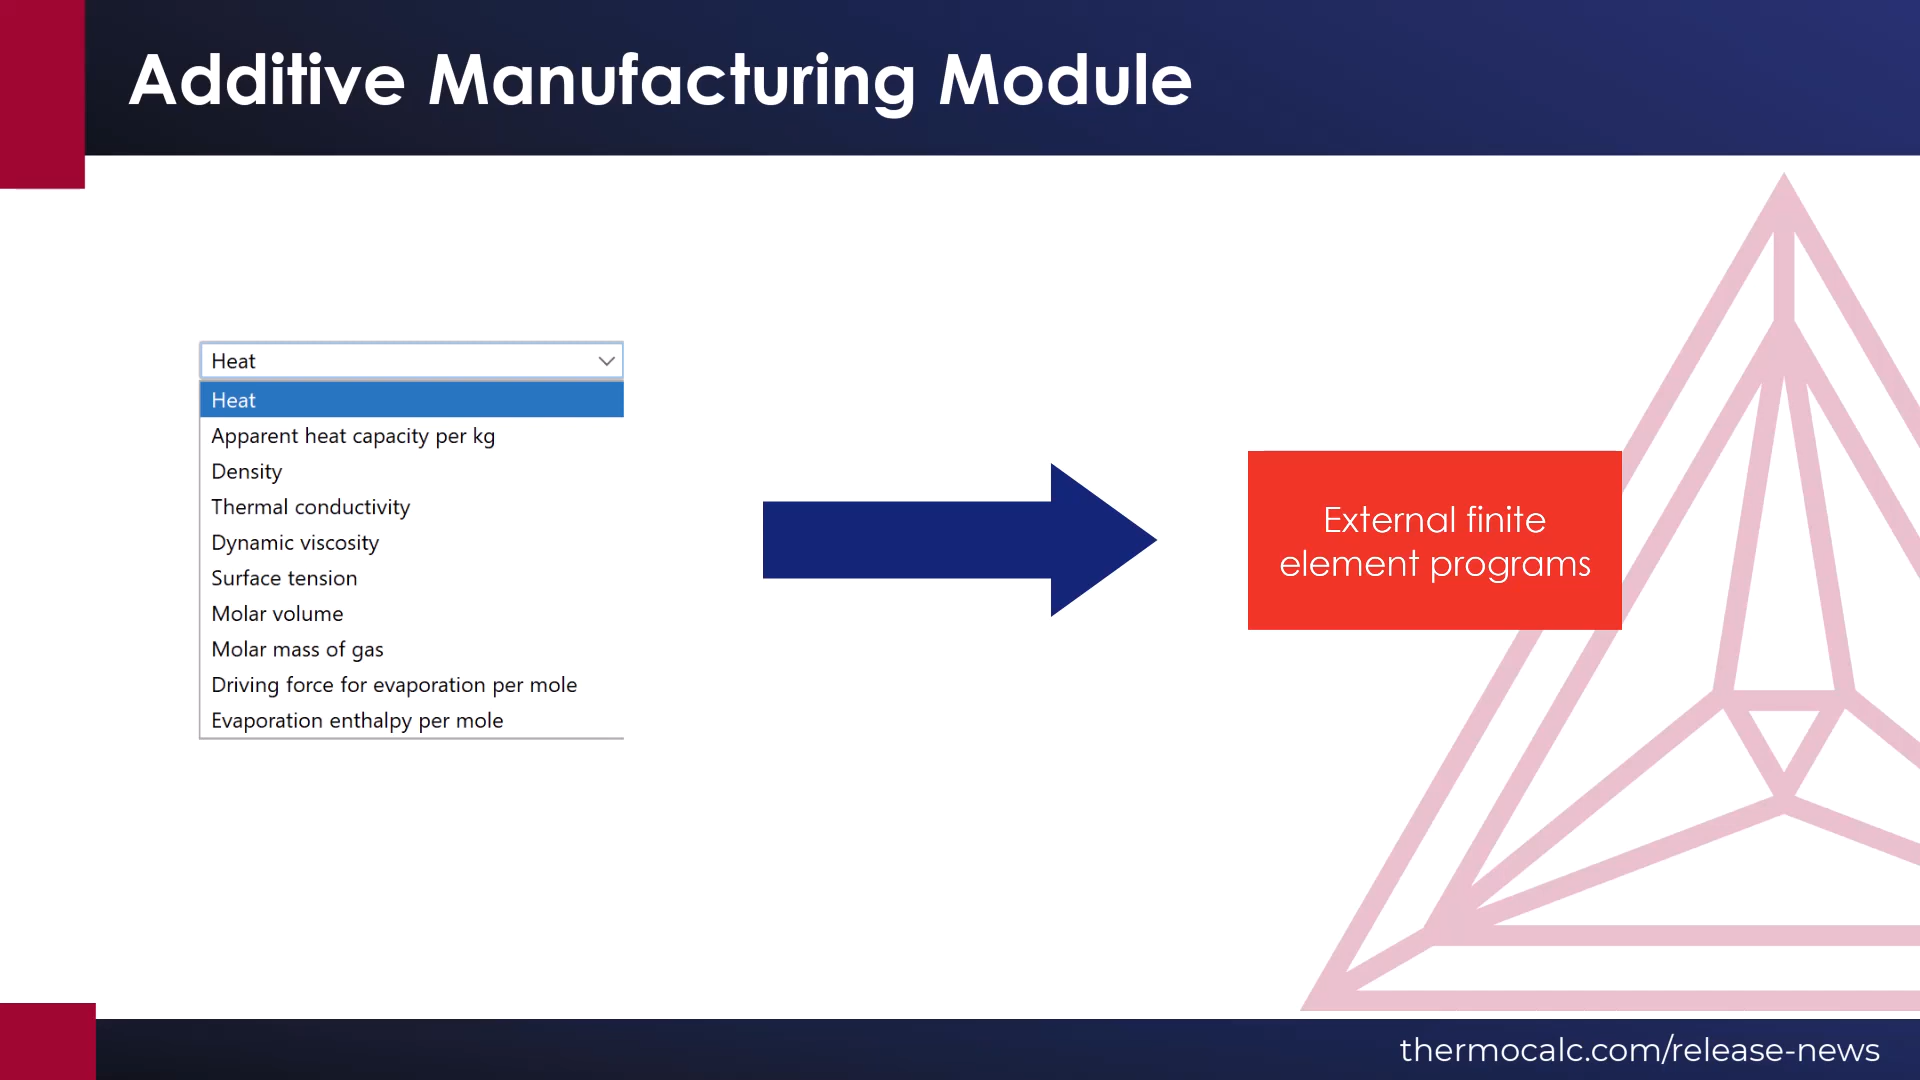 Additive Manufacturing Module
Heat
Heat
Apparent heat capacity per kg
Density
Thermal conductivity
Dynamic viscosity
Surface tension
Molar volume
Molar mass of gas
Driving force for evaporation per mole
Evaporation enthalpy per mole
External finite
element programs
thermocalc.com/release-news